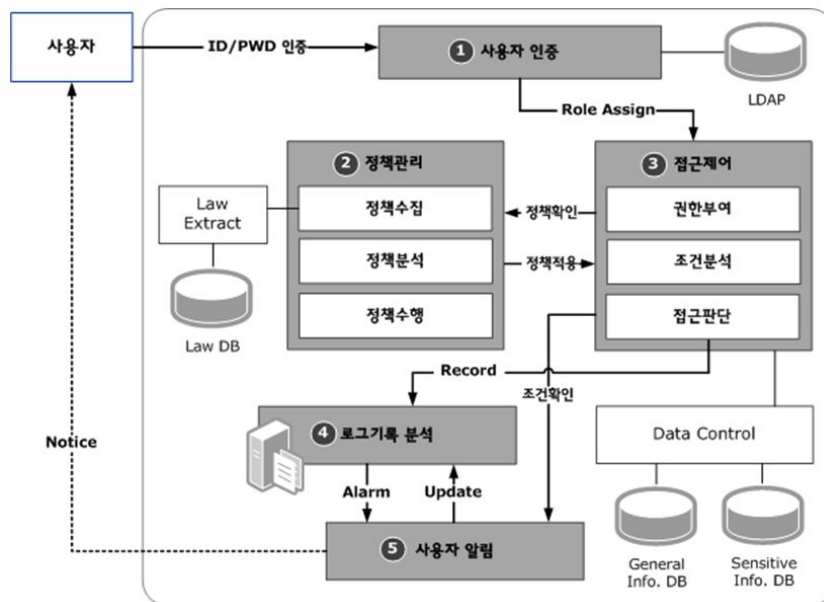 사용자
ID/PWD 인증
1 사용자 인증
LDAP
Role Assign
2 정책관리
3 접근제어
Law
Extract
정책수집
정책확인
권한부여
정책분석
정책적용
조건분석
Law DB
정책수행
접근판단
Record
조건확인
Notice
4 로그기록 분석
Data Control
Alarm
Update
5 사용자 알림
General
Info. DB
Sensitive
Info. DB